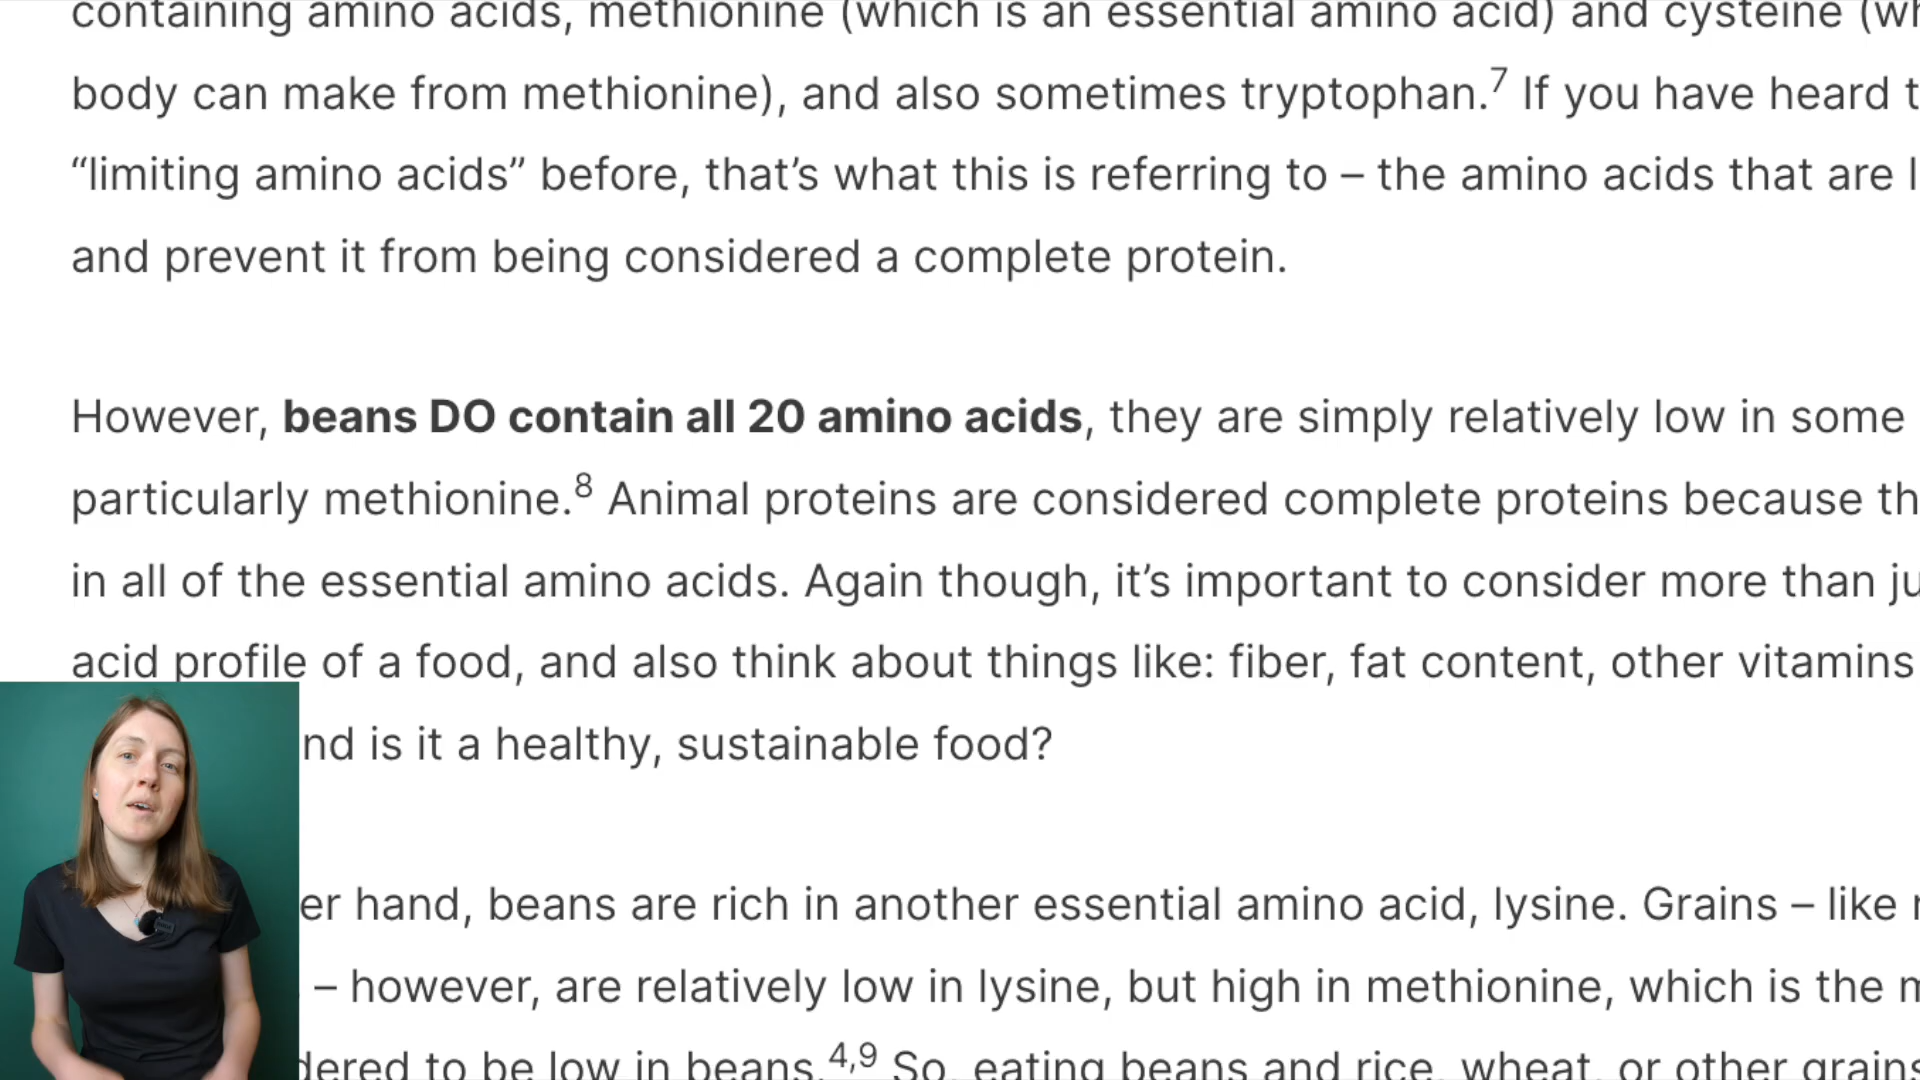 containing amino acids, methionine (which is an essential amino acid) and cysteine
body can make from methionine), and also sometimes tryptophan.7 If you have heard
“limiting amino acids” before, that’s what this is referring to – the amino acids that are
and prevent it from being considered a complete protein.
However, beans DO contain all 20 amino acids, they are simply relatively low in some
particularly methionine.8 Animal proteins are considered complete proteins because
in all of the essential amino acids. Again though, it’s important to consider more than
acid profile of a food, and also think about things like: fiber, fat content, other vitamins
is it a healthy, sustainable food?
hand, beans are rich in another essential amino acid, lysine. Grains – like
– however, are relatively low in lysine, but high in methionine, which is the
to be low in beans.4,9 So, eating beans and rice, wheat, or other grains